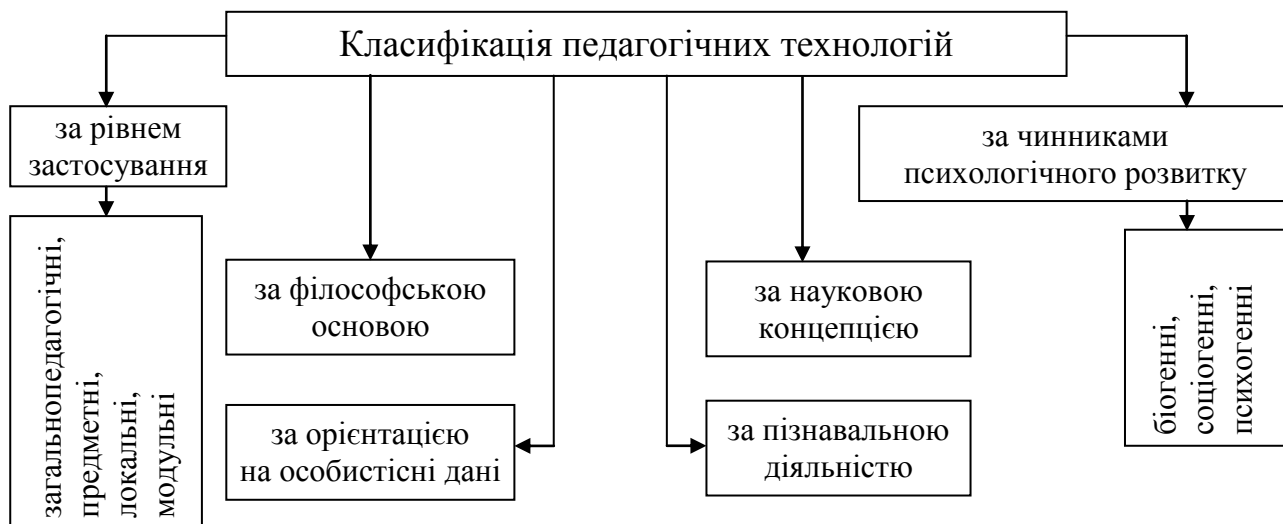 Класифікація педагогічних технологій
за рівнем
застосування
за чинниками
психологічного розвитку
загальнопедагогічні,
предметні,
локальні,
модульні
за філософською
основою
за науковою
концепцією
біогенні,
соціогенні,
психогенні
за орієнтацією
на особистісні дані
за пізнавальною
діяльністю